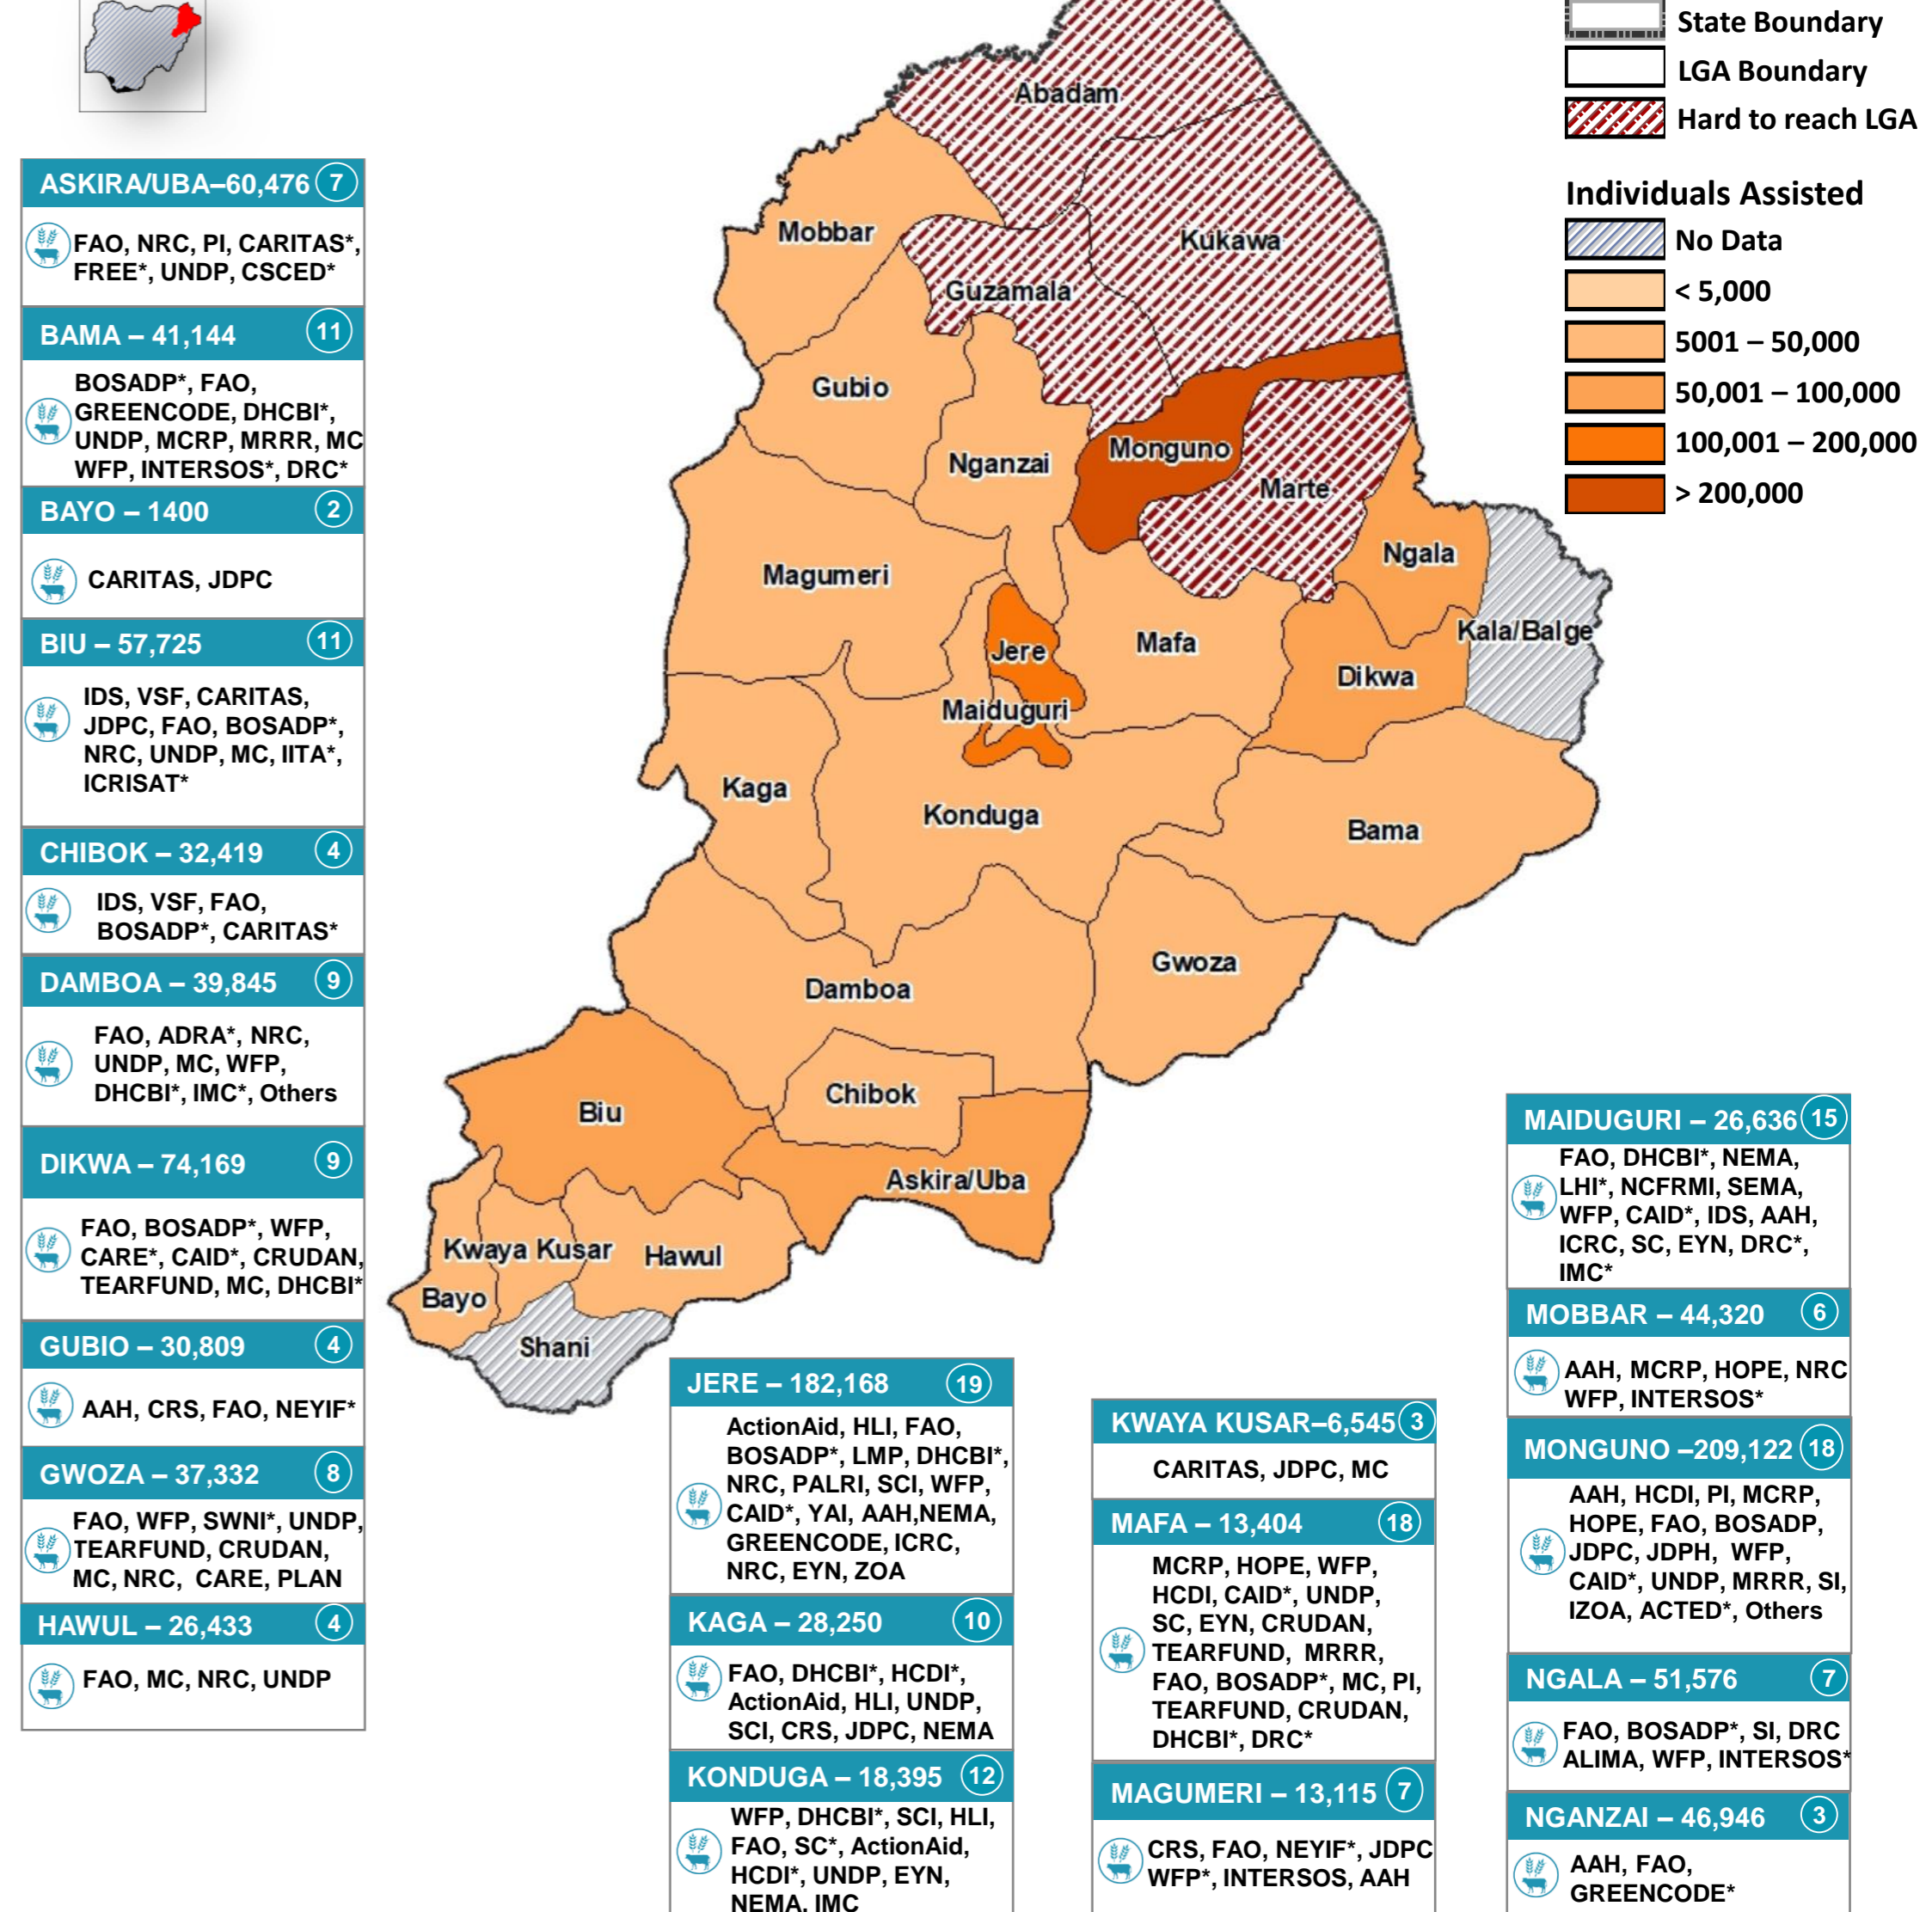 State Boundary
LGA Boundary
Hard to reach LGA
Individuals Assisted
No Data
< 5,000
5001 – 50,000
50,001 – 100,000
100,001 – 200,000
> 200,000
Abadam
Mobbar
Kukawa
Guzamala
Gubio
Nganzai
Monguno
Marte
Ngala
Magumeri
Kala/Balge
Jere
Mafa
Dikwa
Maiduguri
Kaga
Konduga
Bama
Gwoza
Damboa
Chibok
Biu
Askira/Uba
Kwaya Kusar
Hawul
Bayo
Shani
ASKIRA/UBA–60,476 7
FAO, NRC, PI, CARITAS*,
FREE*, UNDP, CSCED*
BAMA – 41,144 11
BOSADP*, FAO,
GREENCODE, DHCBI*,
UNDP, MCRP, MRRR, MC
WFP, INTERSOS*, DRC*
BAYO – 1400 2
CARITAS, JDPC
BIU – 57,725 11
IDS, VSF, CARITAS,
JDPC, FAO, BOSADP*,
NRC, UNDP, MC, IITA*,
ICRISAT*
CHIBOK – 32,419 4
IDS, VSF, FAO,
BOSADP*, CARITAS*
DAMBOA – 39,845 9
FAO, ADRA*, NRC,
UNDP, MC, WFP,
DHCBI*, IMC*, Others
DIKWA – 74,169 9
FAO, BOSADP*, WFP,
CARE*, CAID*, CRUDAN,
TEARFUND, MC, DHCBI*
GUBIO – 30,809 4
AAH, CRS, FAO, NEYIF*
GWOZA – 37,332 8
FAO, WFP, SWNI*, UNDP,
TEARFUND, CRUDAN,
MC, NRC, CARE, PLAN
HAWUL – 26,433 4
FAO, MC, NRC, UNDP
JERE – 182,168 19
ActionAid, HLI, FAO,
BOSADP*, LMP, DHCBI*,
NRC, PALRI, SCI, WFP,
CAID*, YAI, AAH,NEMA,
GREENCODE, ICRC,
NRC, EYN, ZOA
KAGA – 28,250 10
FAO, DHCBI*, HCDI*,
ActionAid, HLI, UNDP,
SCI, CRS, JDPC, NEMA
KONDUGA – 18,395 12
WFP, DHCBI*, SCI, HLI,
FAO, SC*, ActionAid,
HCDI*, UNDP, EYN,
NEMA, IMC
KWAYA KUSAR–6,545 3
CARITAS, JDPC, MC
MAFA – 13,404 18
MCRP, HOPE, WFP,
HCDI, CAID*, UNDP,
SC, EYN, CRUDAN,
TEARFUND, MRRR,
FAO, BOSADP*, MC, PI,
TEARFUND, CRUDAN,
DHCBI*, DRC*
MAGUMERI – 13,115 7
CRS, FAO, NEYIF*, JDPC
WFP*, INTERSOS, AAH
MAIDUGURI – 26,636 15
FAO, DHCBI*, NEMA,
LHI*, NCFRMI, SEMA,
WFP, CAID*, IDS, AAH,
ICRC, SC, EYN, DRC*,
IMC*
MOBBAR – 44,320 6
AAH, MCRP, HOPE, NRC
WFP, INTERSOS*
MONGUNO –209,122 18
AAH, HCDI, PI, MCRP,
HOPE, FAO, BOSADP,
JDPC, JDPH, WFP,
CAID*, UNDP, MRRR, SI,
IZOA, ACTED*, Others
NGALA – 51,576 7
FAO, BOSADP*, SI, DRC
ALIMA, WFP, INTERSOS*
NGANZAI – 46,946 3
AAH, FAO,
GREENCODE*